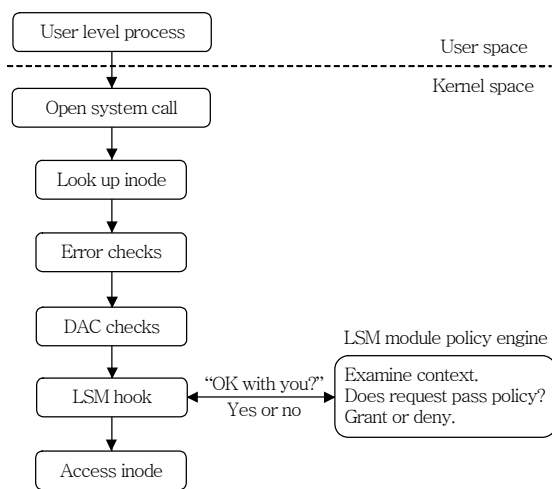 User level process
User space
Kernel space
Open system call
Look up inode
Error checks
DAC checks
LSM module policy engine
LSM hook
“OK with you?”
Yes or no
Examine context.
Does request pass policy?
Grant or deny.
Access inode